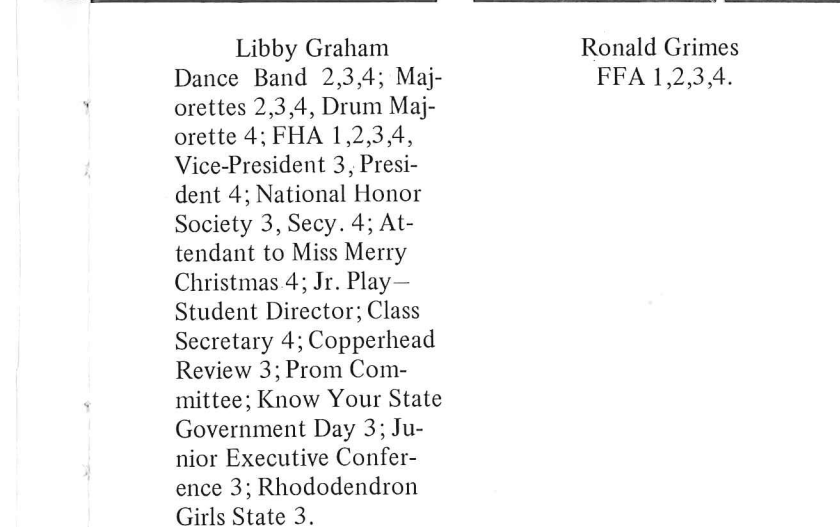 Libby Graham
Dance Band 2,3,4; Maj-
orettes 2,3,4, Drum Maj-
orette 4; FHA 1,2,3,4,
Vice-President 3, Presi-
dent 4; National Honor
Society 3, Secy. 4; At-
tendant to Miss Merry
Christmas 4; Jr. Play—
Student Director; Class
Secretary 4; Copperhead
Review 3; Prom Com-
mittee; Know Your State
Government Day 3; Ju-
nior Executive Confer-
ence 3; Rhododendron
Girls State 3.
Ronald Grimes
FFA 1,2,3,4.